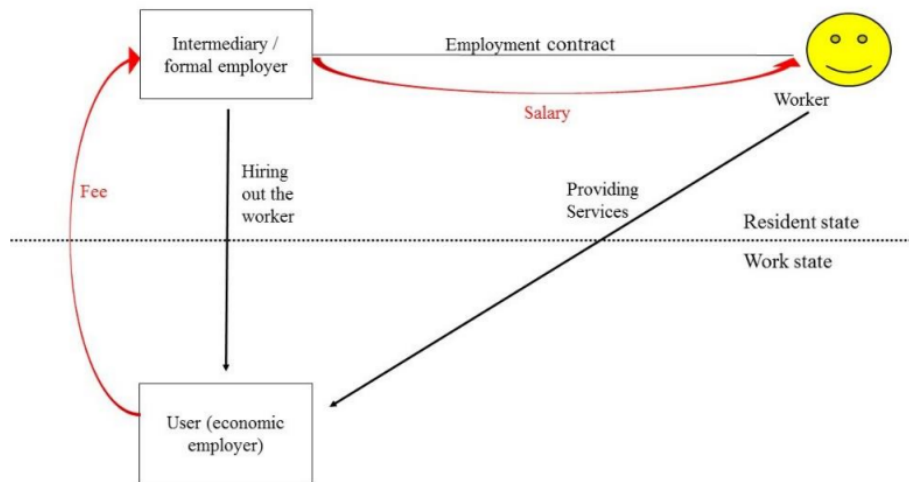 Intermediary /
formal employer
Employment contract
Salary
Worker
Hiring
out the
worker
Fee
Providing
Services
Resident state
Work state
User (economic
employer)